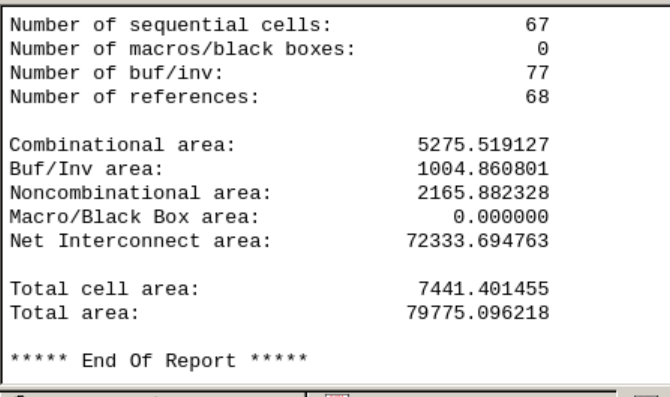 Number of sequential cells: 67
Number of macros/black boxes: 0
Number of buf/inv: 77
Number of references: 68
Combinational area: 5275.519127
Buf/Inv area: 1004.860801
Noncombinational area: 2165.882328
Macro/Black Box area: 0.000000
Net Interconnect area: 72333.694763
Total cell area: 7441.401455
Total area: 79775.096218
***** End Of Report *****